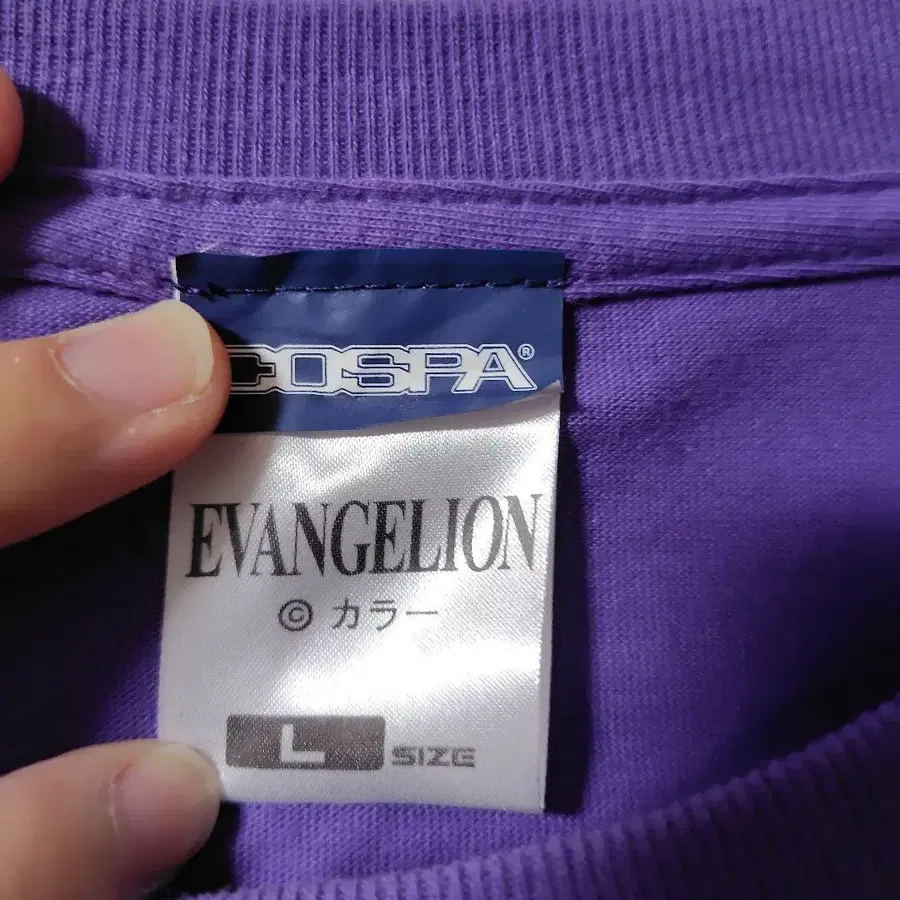 COSPA®
EVANGELION
© カラー
L SIZE